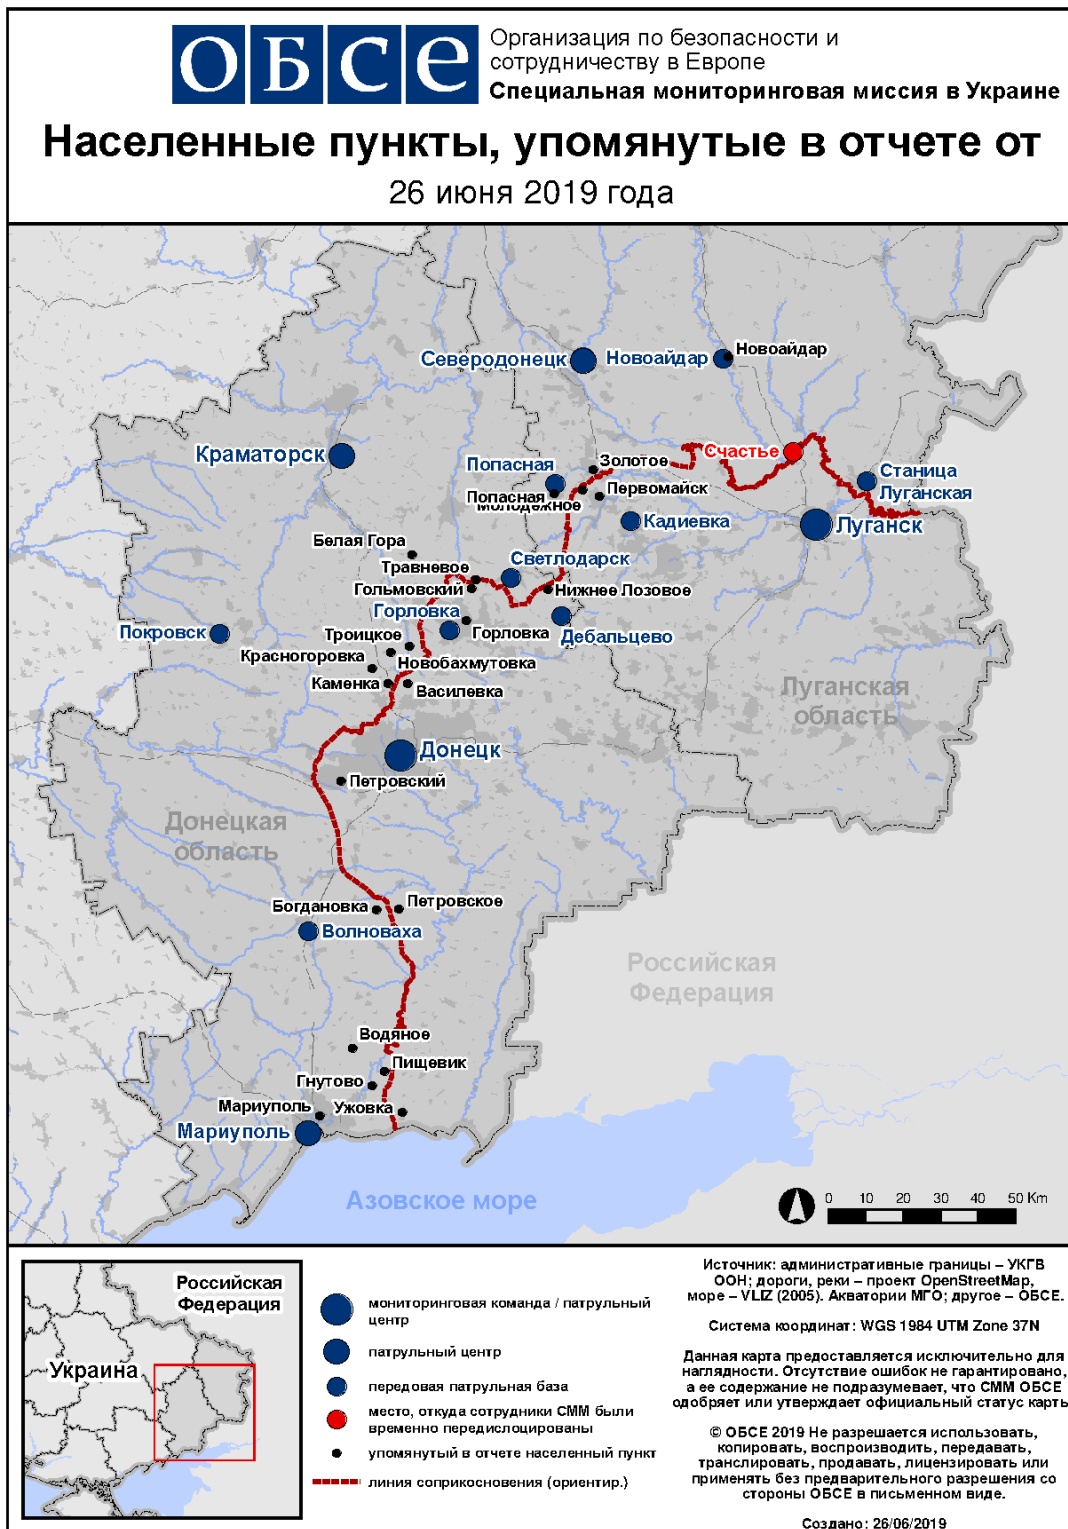 ОБСЕ
Организация по безопасности и
сотрудничеству в Европе
Специальная мониторинговая миссия в Украине
Населенные пункты, упомянутые в отчете от
26 июня 2019 года
Северодонецк
Новоайдар
Новоайдар
Краматорск
Счастье
Золотое
Попасная
Станица
Луганская
Попасная
Первомайск
Молодежное
Кадиевка
Луганск
Белая Гора
Светлодарск
Травневое
Гольмовский
Нижнее Лозовое
Горловка
Покровск
Троицкое
Горловка
Дебальцево
Красногоровка
Новобахмутовка
Каменка
Василевка
Луганская
область
Донецк
Петровский
Донецкая
область
Богдановка
Петровское
Волноваха
Российская
Федерация
Водяное
Пищевик
Гнутово
Мариуполь
Ужовка
Мариуполь
Азовское море
0 10 20 30 40 50 Km
Российская
Федерация
Украина
мониторинговая команда / патрульный
центр
патрульный центр
передовая патрульная база
место, откуда сотрудники СММ были
временно передислоцированы
упомянутый в отчете населенный пункт
линия соприкосновения (ориентир.)
Источник: административные границы – УКГВ
ООН; дороги, реки – проект OpenStreetMap,
море – VLIZ (2005). Акватории МГО; другое – ОБСЕ.
Система координат: WGS 1984 UTM Zone 37N
Данная карта предоставляется исключительно для
наглядности. Отсутствие ошибок не гарантировано,
а ее содержание не подразумевает, что СММ ОБСЕ
одобряет или утверждает официальный статус карты
© ОБСЕ 2019 Не разрешается использовать,
копировать, воспроизводить, передавать,
транслировать, продавать, лицензировать или
применять без предварительного разрешения со
стороны ОБСЕ в письменном виде.
Создано: 26/06/2019